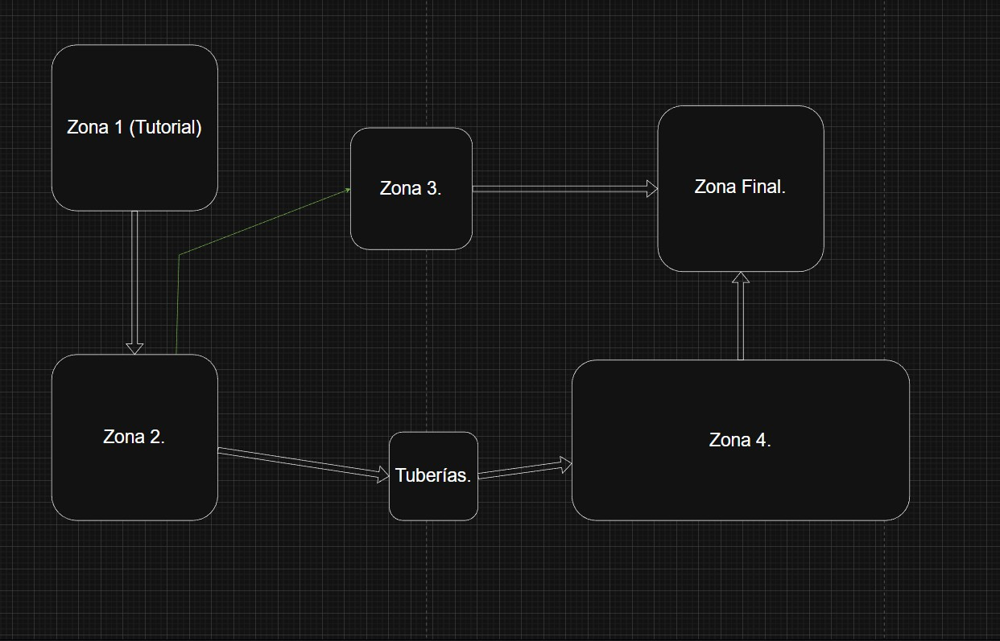 Zona 1 (Tutorial)
Zona 3.
Zona Final.
Zona 2.
Tuberías.
Zona 4.